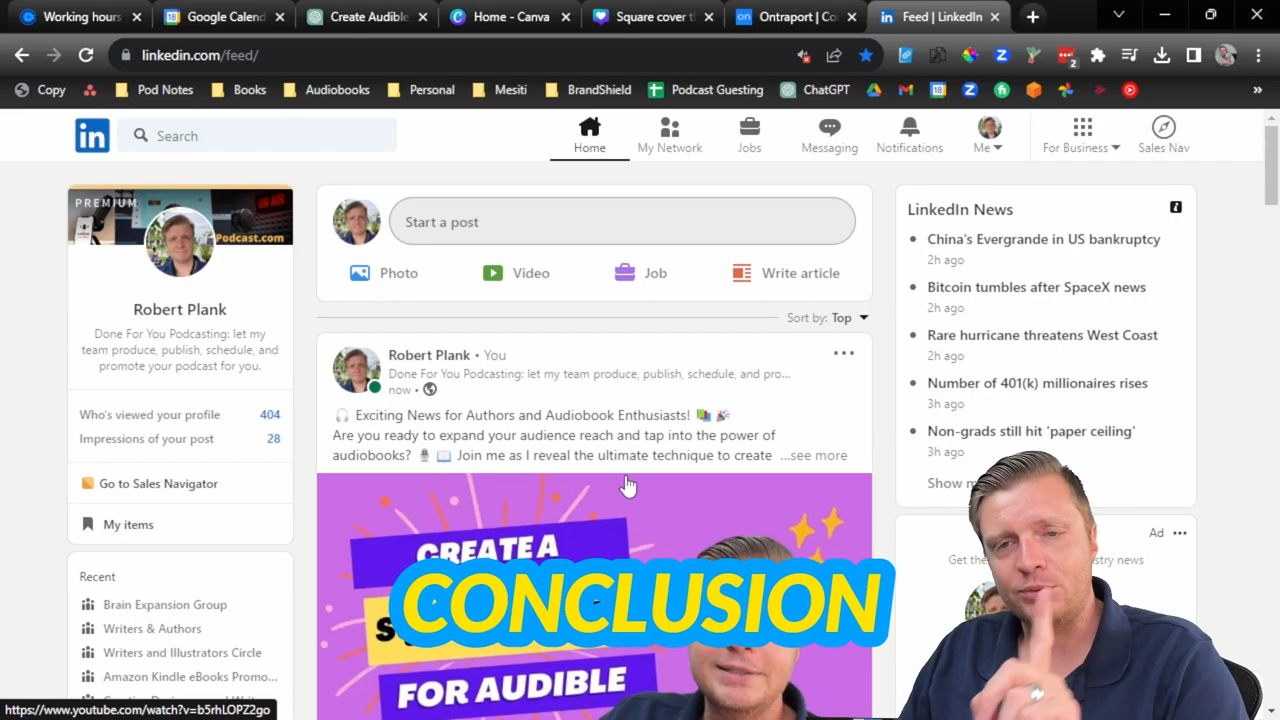 Working hours
Google Calend
Create Audible
Home - Canva
Square cover t
Ontraport | Co
Feed | LinkedIn
linkedin.com/feed/
2
Copy
Pod Notes
Books
Audiobooks
Personal
Mesiti
BrandShield
Podcast Guesting
ChatGPT
»
in
Search
Home
My Network
Jobs
Messaging
Notifications
Me
For Business
Sales Nav
PREMIUM
ON AIR
Podcast.com
Robert Plank
Done For You Podcasting: let my
team produce, publish, schedule, and
promote your podcast for you.
Who's viewed your profile 404
Impressions of your post 28
Go to Sales Navigator
My items
Recent
Brain Expansion Group
Writers & Authors
Writers and Illustrators Circle
Amazon Kindle eBooks Promo...
Start a post
Photo
Video
Job
Write article
Sort by: Top
Robert Plank • You
Done For You Podcasting: let my team produce, publish, schedule, and pro...
now •
🎧 Exciting News for Authors and Audiobook Enthusiasts! 📚 🎉
Are you ready to expand your audience reach and tap into the power of
audiobooks? 🎙️ 📖 Join me as I reveal the ultimate technique to create ...see more
CREATE A
FOR AUDIBLE
CONCLUSION
LinkedIn News
China's Evergrande in US bankruptcy
2h ago
Bitcoin tumbles after SpaceX news
2h ago
Rare hurricane threatens West Coast
2h ago
Number of 401(k) millionaires rises
3h ago
Non-grads still hit 'paper ceiling'
3h ago
Show
Ad •••
Get the
y news
https://www.youtube.com/watch?v=b5rhLOPZ2go